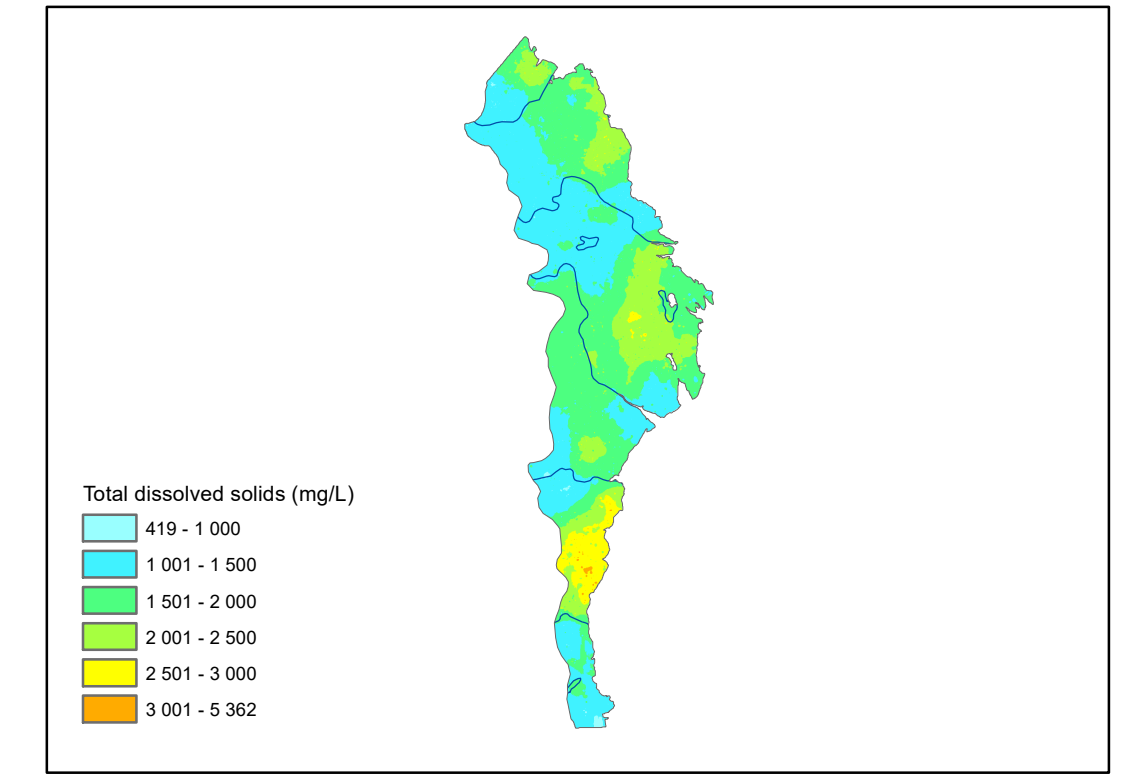 Total dissolved solids (mg/L)
419 - 1 000
1 001 - 1 500
1 501 - 2 000
2 001 - 2 500
2 501 - 3 000
3 001 - 5 362